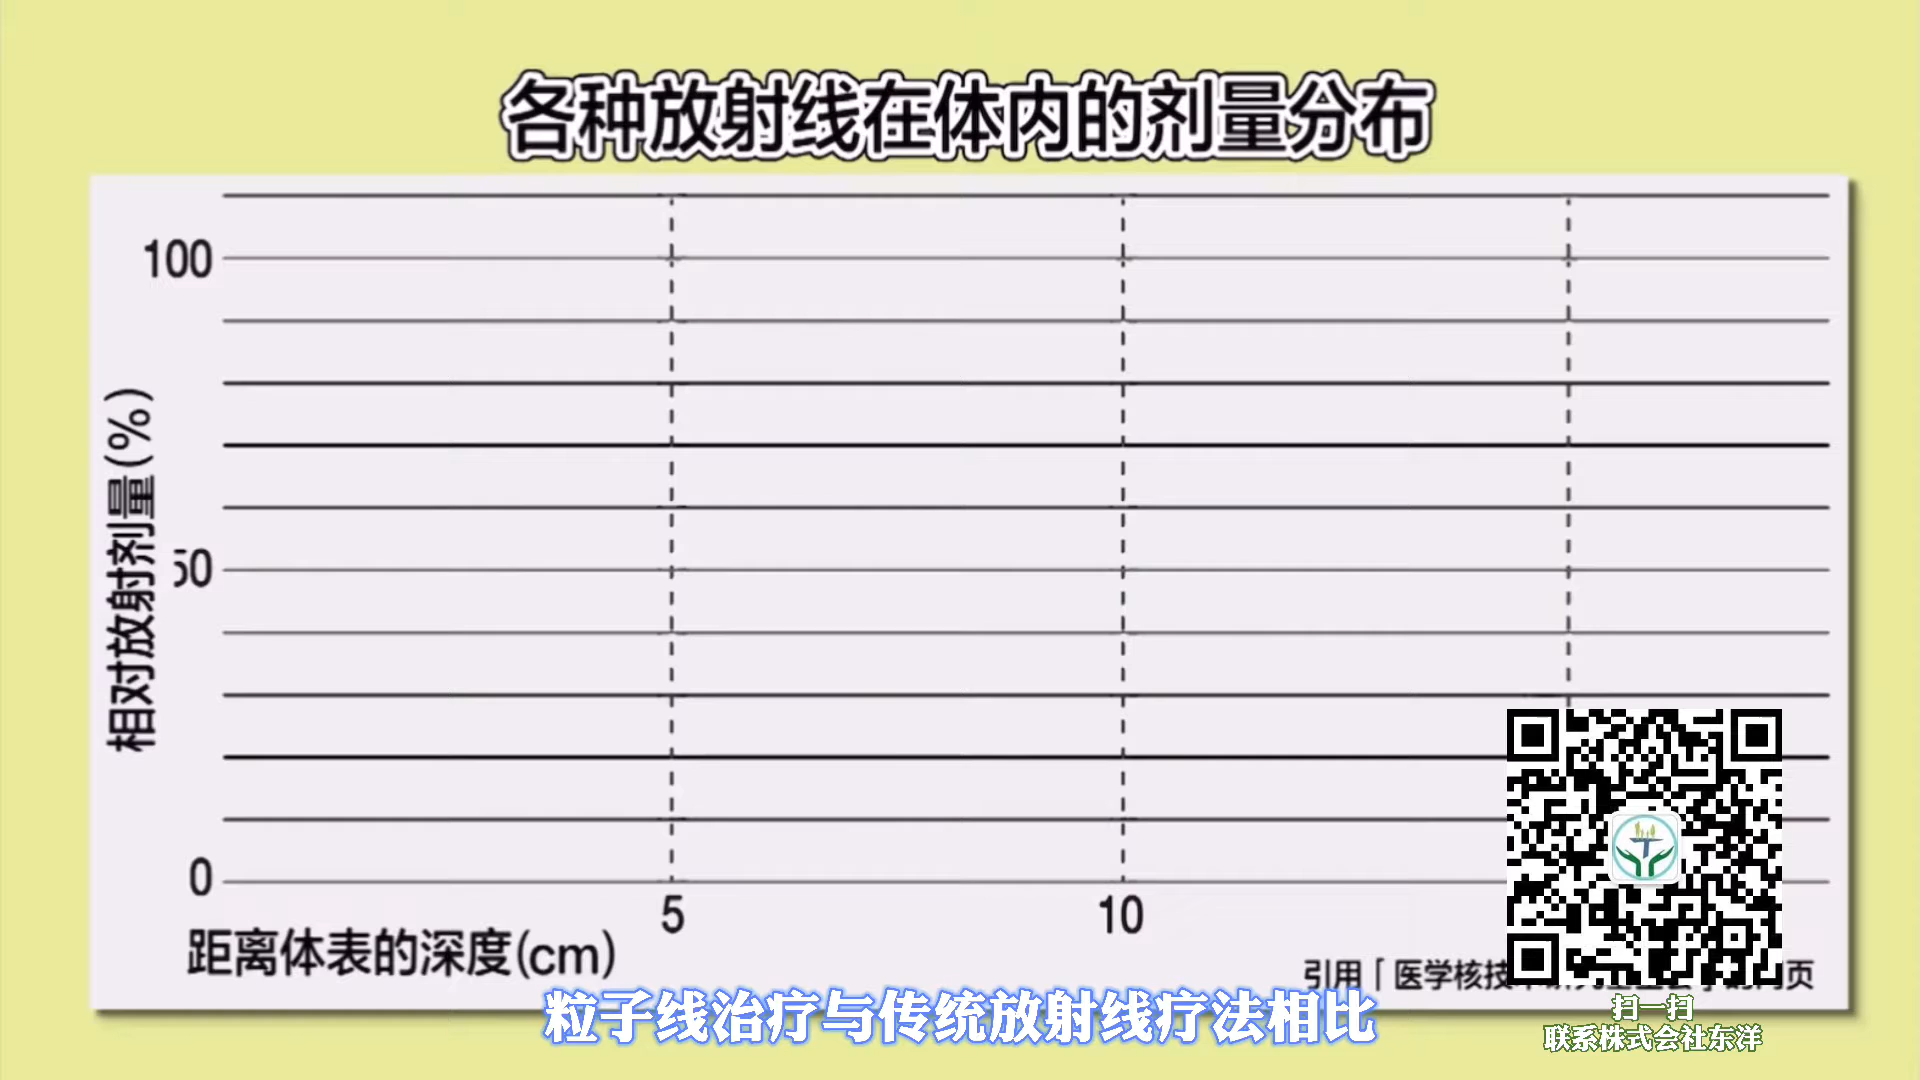 各种放射线在体内的剂量分布
100
相对放射剂量(%)
50
0
5
10
距离体表的深度(cm)
引用「医学核技
页
粒子线治疗与传统放射线疗法相比
扫一扫
联系株式会社东洋